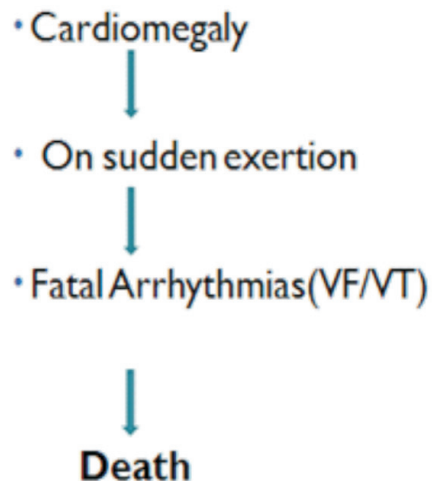 • Cardiomegaly
• On sudden exertion
• Fatal Arrhythmias(VF/VT)
Death